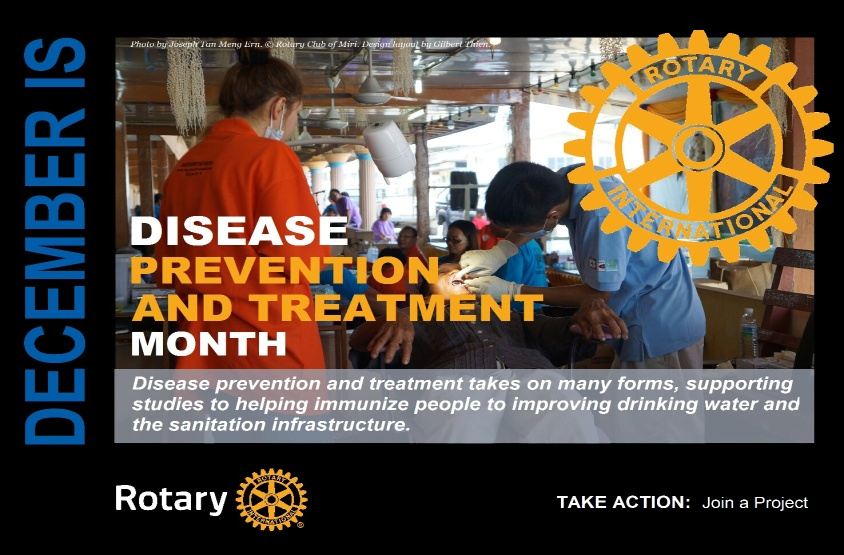 DECEMBER IS
Photo by Joseph Tan Meng Ern. © Rotary Club of Miri. Design layout by Gilbert Thien.
ROTARY
INTERNATIONAL
DISEASE
PREVENTION
AND TREATMENT
MONTH
Disease prevention and treatment takes on many forms, supporting
studies to helping immunize people to improving drinking water and
the sanitation infrastructure.
Rotary
ROTARY
INTERNATIONAL
®
TAKE ACTION: Join a Project